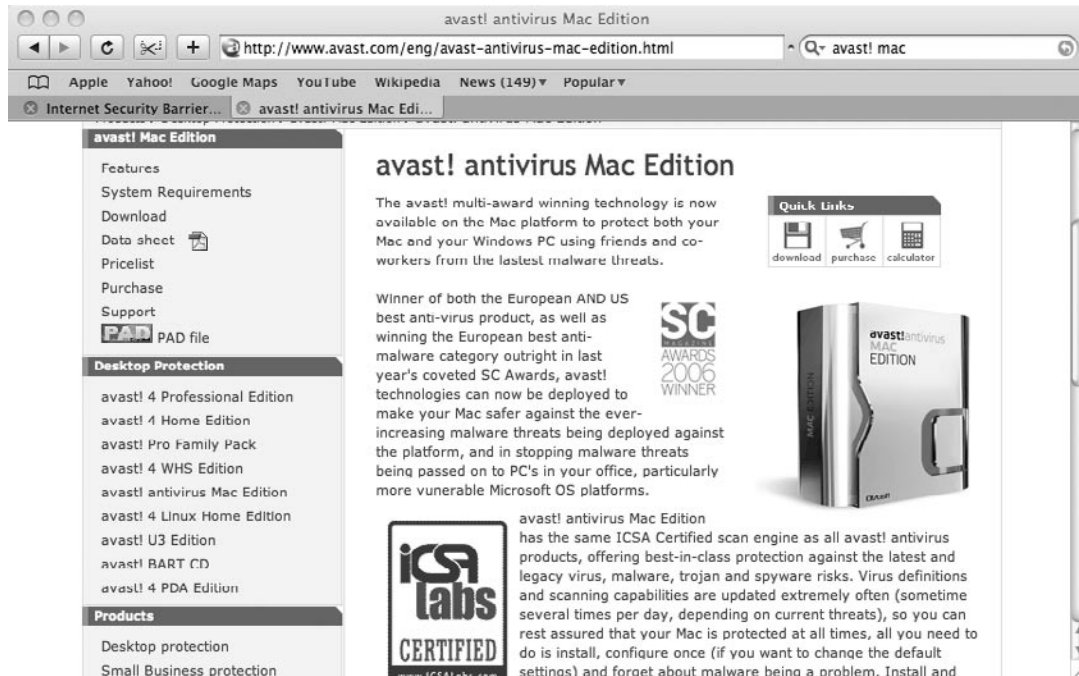 avast! antivirus Mac Edition
http://www.avast.com/eng/avast-antivirus-mac-edition.html
avast! mac
Apple Yahoo! Google Maps YouTube Wikipedia News (149) Popular
Internet Security Barrier... avast! antivirus Mac Edi...
avast! Mac Edition
Features
System Requirements
Download
Data sheet
Pricelist
Purchase
Support
PAD PAD file
Desktop Protection
avast! 4 Professional Edition
avast! 4 Home Edition
avast! Pro Family Pack
avast! 4 WHS Edition
avast! antivirus Mac Edition
avast! 4 Linux Home Edition
avast! U3 Edition
avast! BART CD
avast! 4 PDA Edition
Products
Desktop protection
Small Business protection
avast! antivirus Mac Edition
The avast! multi-award winning technology is now
available on the Mac platform to protect both your
Mac and your Windows PC using friends and co-
workers from the lastest malware threats.
Quick Links
download purchase calculator
Winner of both the European AND US
best anti-virus product, as well as
winning the European best anti-
malware category outright in last
year's coveted SC Awards, avast!
technologies can now be deployed to
make your Mac safer against the ever-
increasing malware threats being deployed against
the platform, and in stopping malware threats
being passed on to PC's in your office, particularly
more vunerable Microsoft OS platforms.
SC
MAGAZINE
AWARDS
2006
WINNER
avast! antivirus
MAC
EDITION
MAC EDITION
avast! antivirus Mac Edition
has the same ICSA Certified scan engine as all avast! antivirus
products, offering best-in-class protection against the latest and
legacy virus, malware, trojan and spyware risks. Virus definitions
and scanning capabilities are updated extremely often (sometime
several times per day, depending on current threats), so you can
rest assured that your Mac is protected at all times, all you need to
do is install, configure once (if you want to change the default
settings) and forget about malware being a problem. Install and
ICSA
labs
CERTIFIED
www.ICSALabs.com